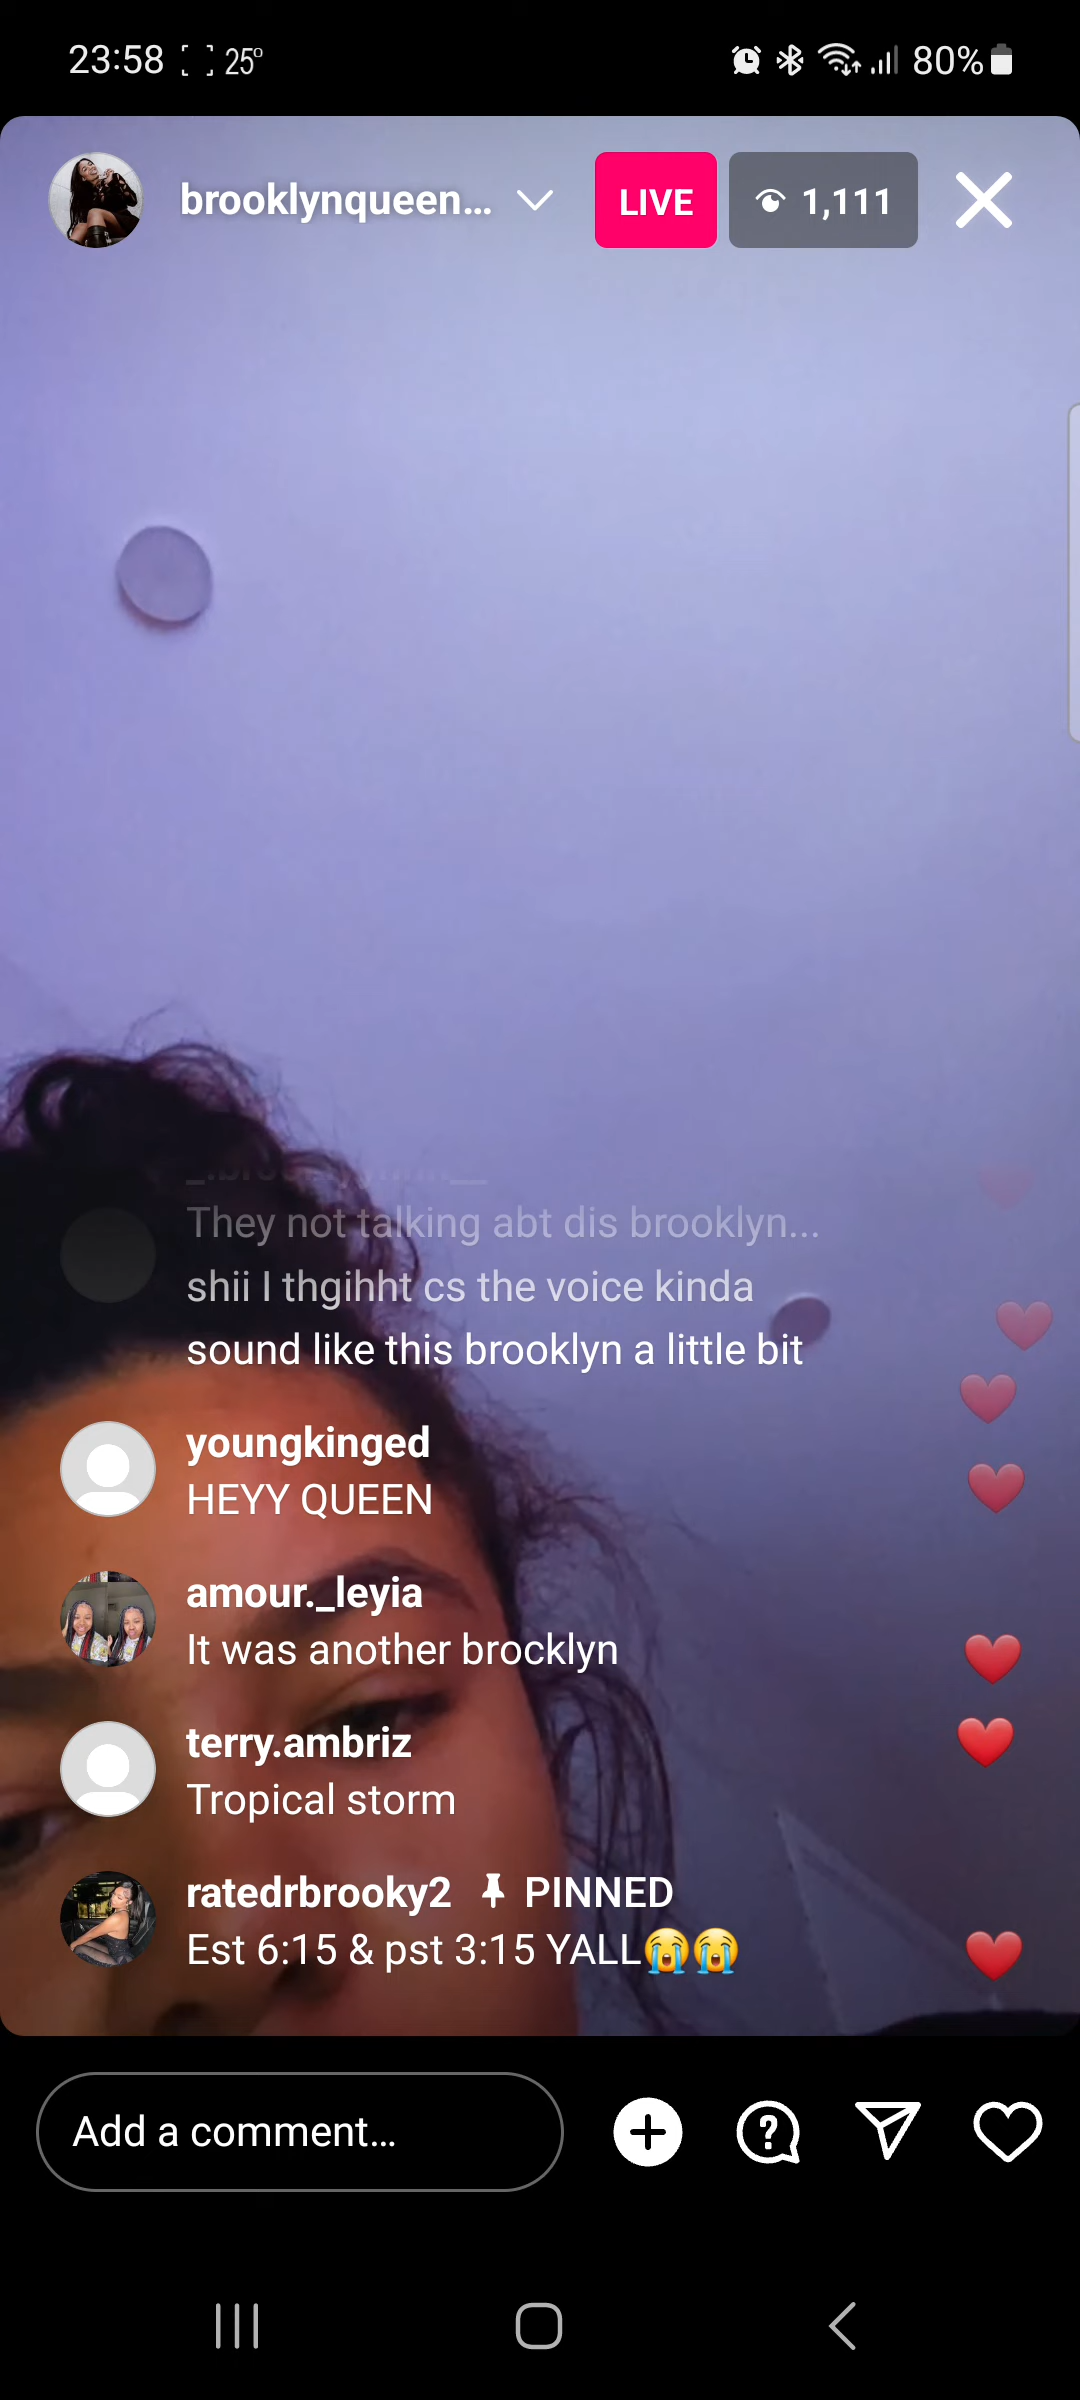 23:58 25°
80%
brooklynqueen...
LIVE
1,111
They not talking abt dis brooklyn...
shii I thgihht cs the voice kinda
sound like this brooklyn a little bit
youngkinged
HEYY QUEEN
amour._leyia
It was another brocklyn
terry.ambriz
Tropical storm
ratedrbrooky2 PINNED
Est 6:15 & pst 3:15 YALL😭😭
Add a comment...